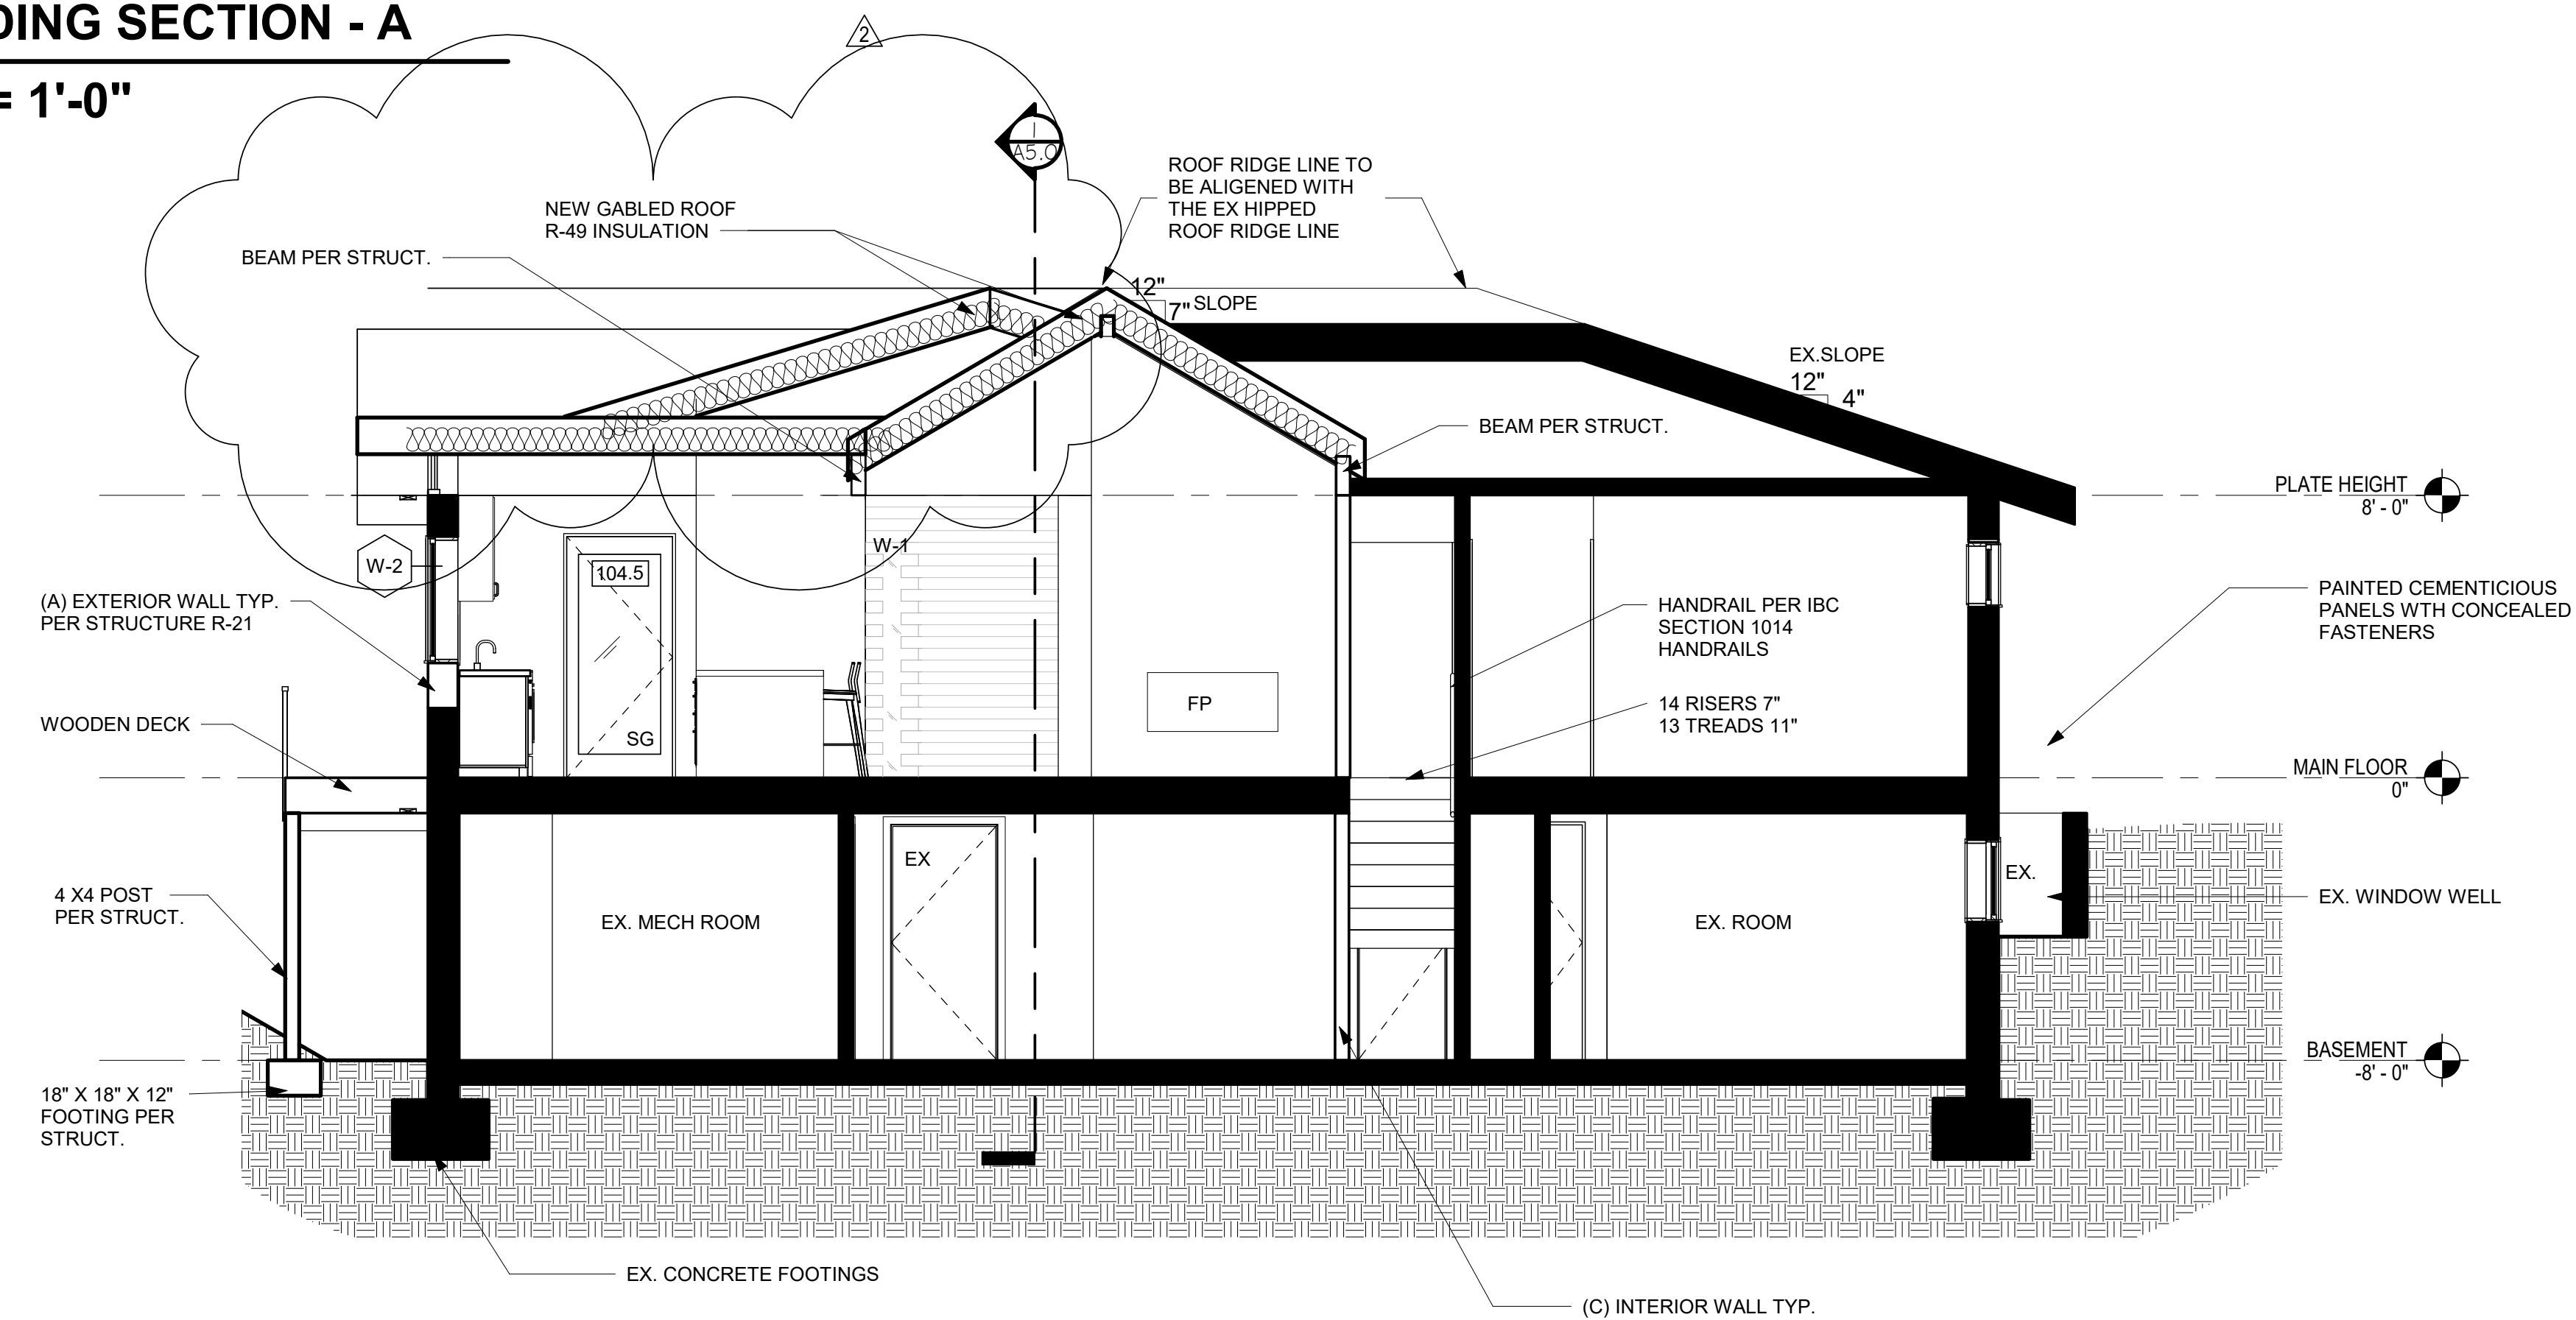 DING SECTION - A
= 1'-0"
2
1
A5.0
ROOF RIDGE LINE TO
BE ALIGENED WITH
THE EX HIPPED
ROOF RIDGE LINE
NEW GABLED ROOF
R-49 INSULATION
BEAM PER STRUCT.
12"
7" SLOPE
EX.SLOPE
12"
4"
BEAM PER STRUCT.
PLATE HEIGHT
8' - 0"
W-1
W-2
104.5
(A) EXTERIOR WALL TYP.
PER STRUCTURE R-21
HANDRAIL PER IBC
SECTION 1014
HANDRAILS
PAINTED CEMENTICIOUS
PANELS WTH CONCEALED
FASTENERS
FP
14 RISERS 7"
13 TREADS 11"
WOODEN DECK
SG
MAIN FLOOR
0"
EX
EX.
4 X4 POST
PER STRUCT.
EX. MECH ROOM
EX. ROOM
EX. WINDOW WELL
BASEMENT
-8' - 0"
18" X 18" X 12"
FOOTING PER
STRUCT.
EX. CONCRETE FOOTINGS
(C) INTERIOR WALL TYP.